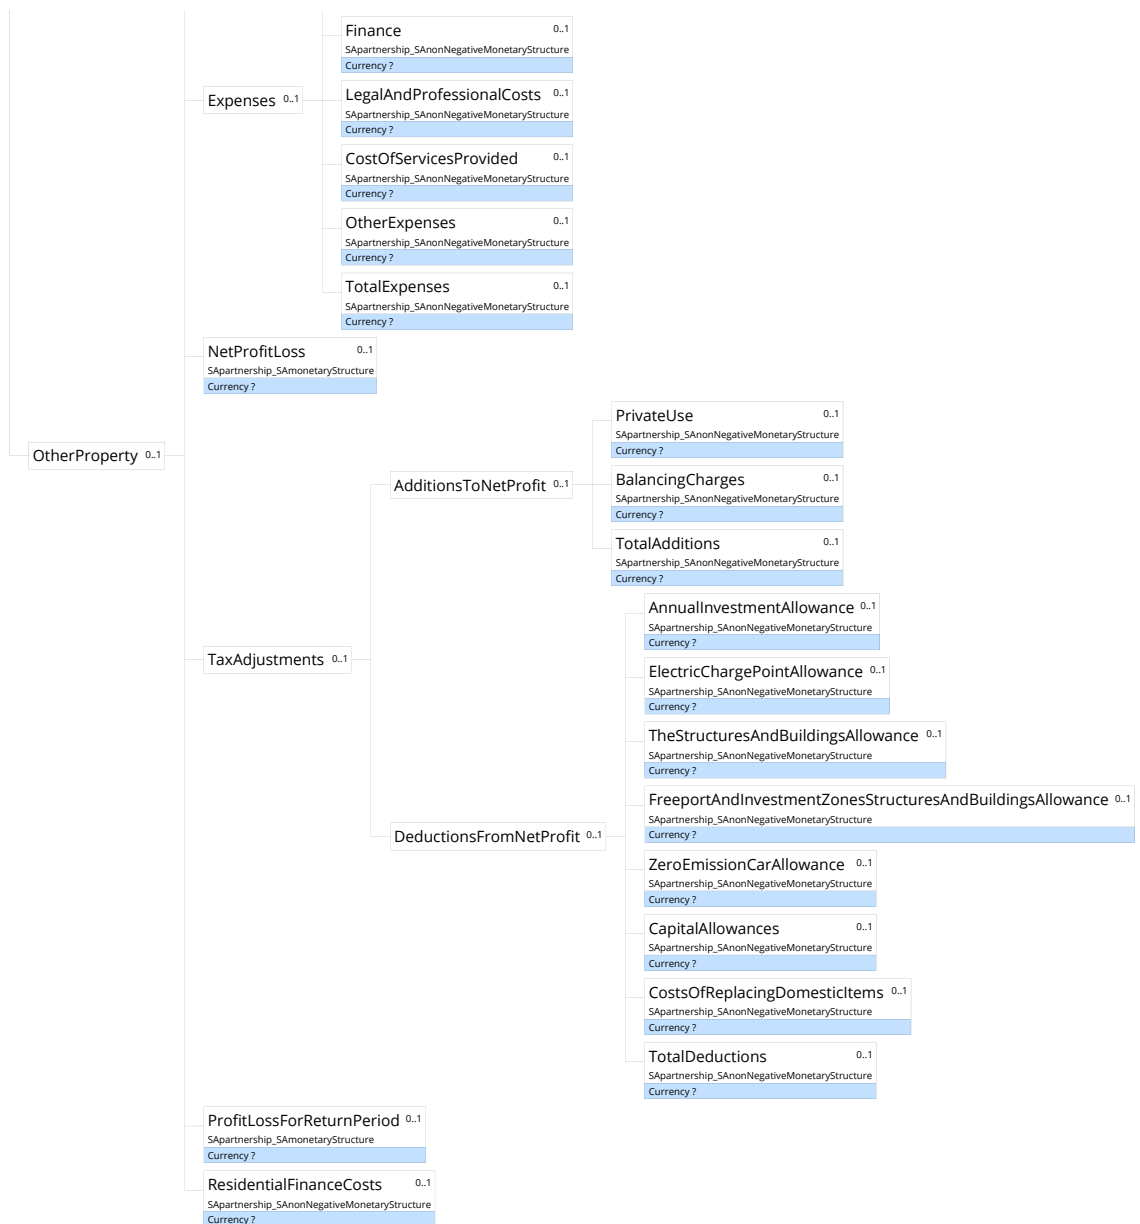 Finance 0..1
SApartnership_SAnonNegativeMonetaryStructure
Currency ?
Expenses 0..1
LegalAndProfessionalCosts 0..1
SApartnership_SAnonNegativeMonetaryStructure
Currency ?
CostOfServicesProvided 0..1
SApartnership_SAnonNegativeMonetaryStructure
Currency ?
OtherExpenses 0..1
SApartnership_SAnonNegativeMonetaryStructure
Currency ?
TotalExpenses 0..1
SApartnership_SAnonNegativeMonetaryStructure
Currency ?
NetProfitLoss 0..1
SApartnership_SAmonetaryStructure
Currency ?
OtherProperty 0..1
PrivateUse 0..1
SApartnership_SAnonNegativeMonetaryStructure
Currency ?
AdditionsToNetProfit 0..1
BalancingCharges 0..1
SApartnership_SAnonNegativeMonetaryStructure
Currency ?
TotalAdditions 0..1
SApartnership_SAnonNegativeMonetaryStructure
Currency ?
TaxAdjustments 0..1
AnnualInvestmentAllowance 0..1
SApartnership_SAnonNegativeMonetaryStructure
Currency ?
ElectricChargePointAllowance 0..1
SApartnership_SAnonNegativeMonetaryStructure
Currency ?
TheStructuresAndBuildingsAllowance 0..1
SApartnership_SAnonNegativeMonetaryStructure
Currency ?
FreeportAndInvestmentZonesStructuresAndBuildingsAllowance 0..1
SApartnership_SAnonNegativeMonetaryStructure
Currency ?
DeductionsFromNetProfit 0..1
ZeroEmissionCarAllowance 0..1
SApartnership_SAnonNegativeMonetaryStructure
Currency ?
CapitalAllowances 0..1
SApartnership_SAnonNegativeMonetaryStructure
Currency ?
CostsOfReplacingDomesticItems 0..1
SApartnership_SAnonNegativeMonetaryStructure
Currency ?
TotalDeductions 0..1
SApartnership_SAnonNegativeMonetaryStructure
Currency ?
ProfitLossForReturnPeriod 0..1
SApartnership_SAmonetaryStructure
Currency ?
ResidentialFinanceCosts 0..1
SApartnership_SAnonNegativeMonetaryStructure
Currency ?